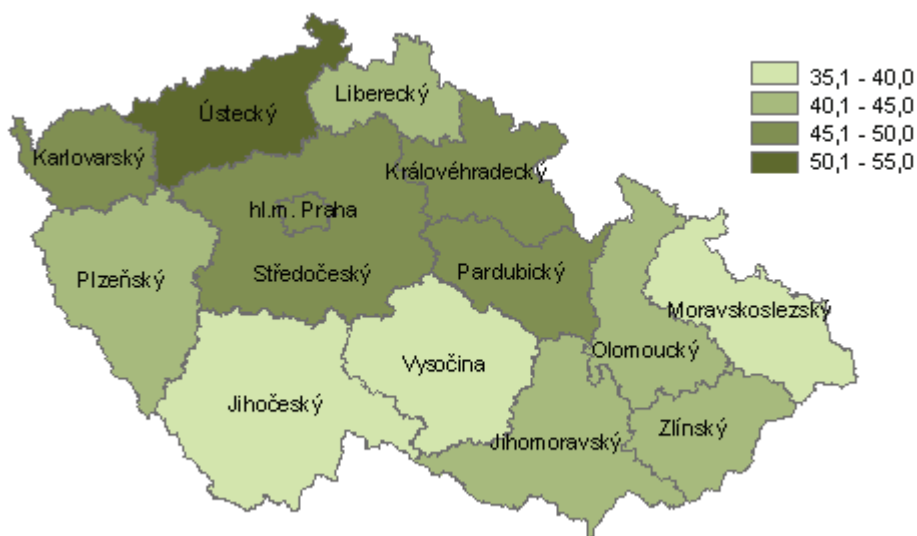 Liberecký
35,1 - 40,0
40,1 - 45,0
45,1 - 50,0
50,1 - 55,0
Ústecký
Karlovarský
Královéhradecký
hl.m. Praha
Středočeský
Pardubický
Plzeňský
Moravskoslezský
Olomoucký
Vysočina
Jihočeský
Jihomoravský
Zlínský